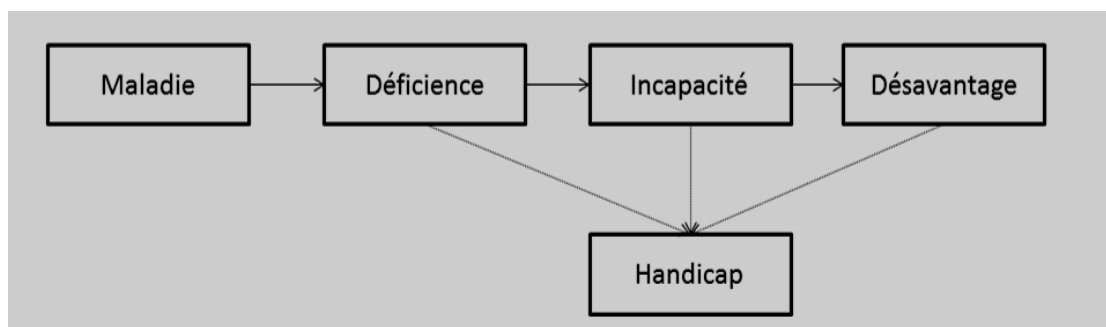 Maladie
Déficience
Incapacité
Désavantage
Handicap